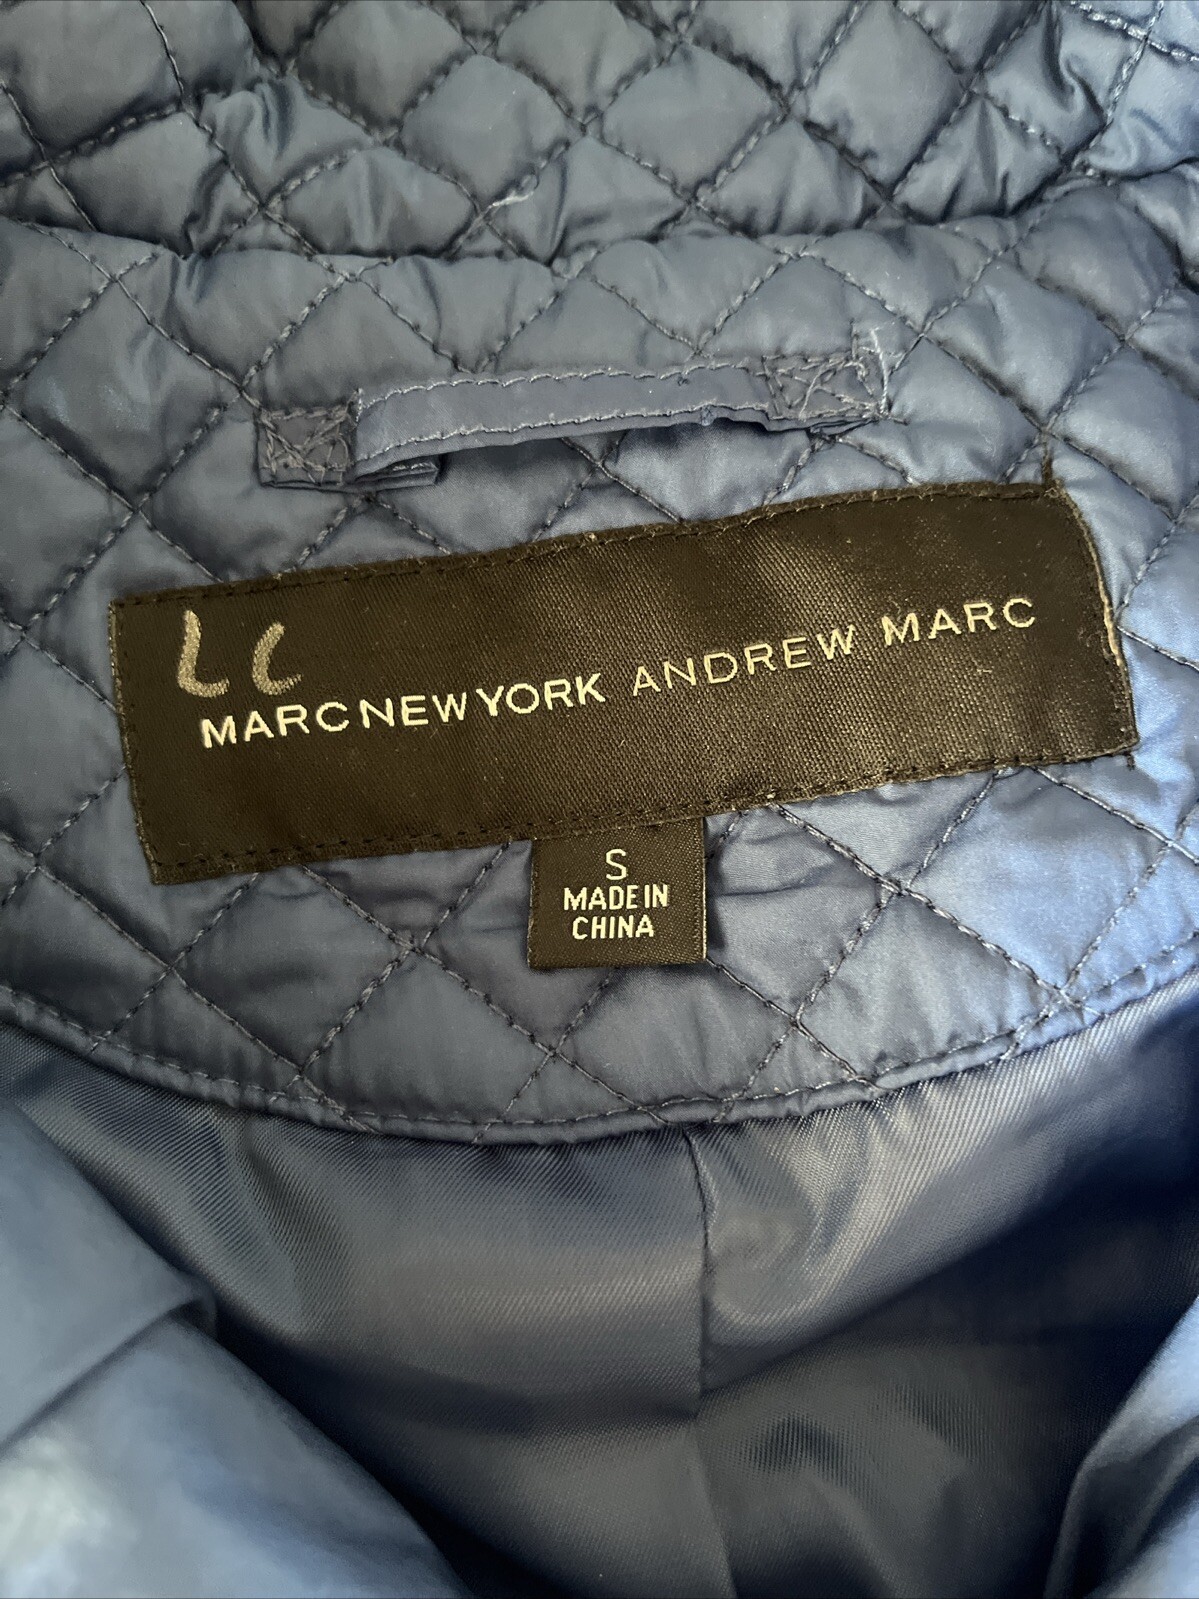 LC
MARC NEW YORK ANDREW MARC
S
MADE IN
CHINA